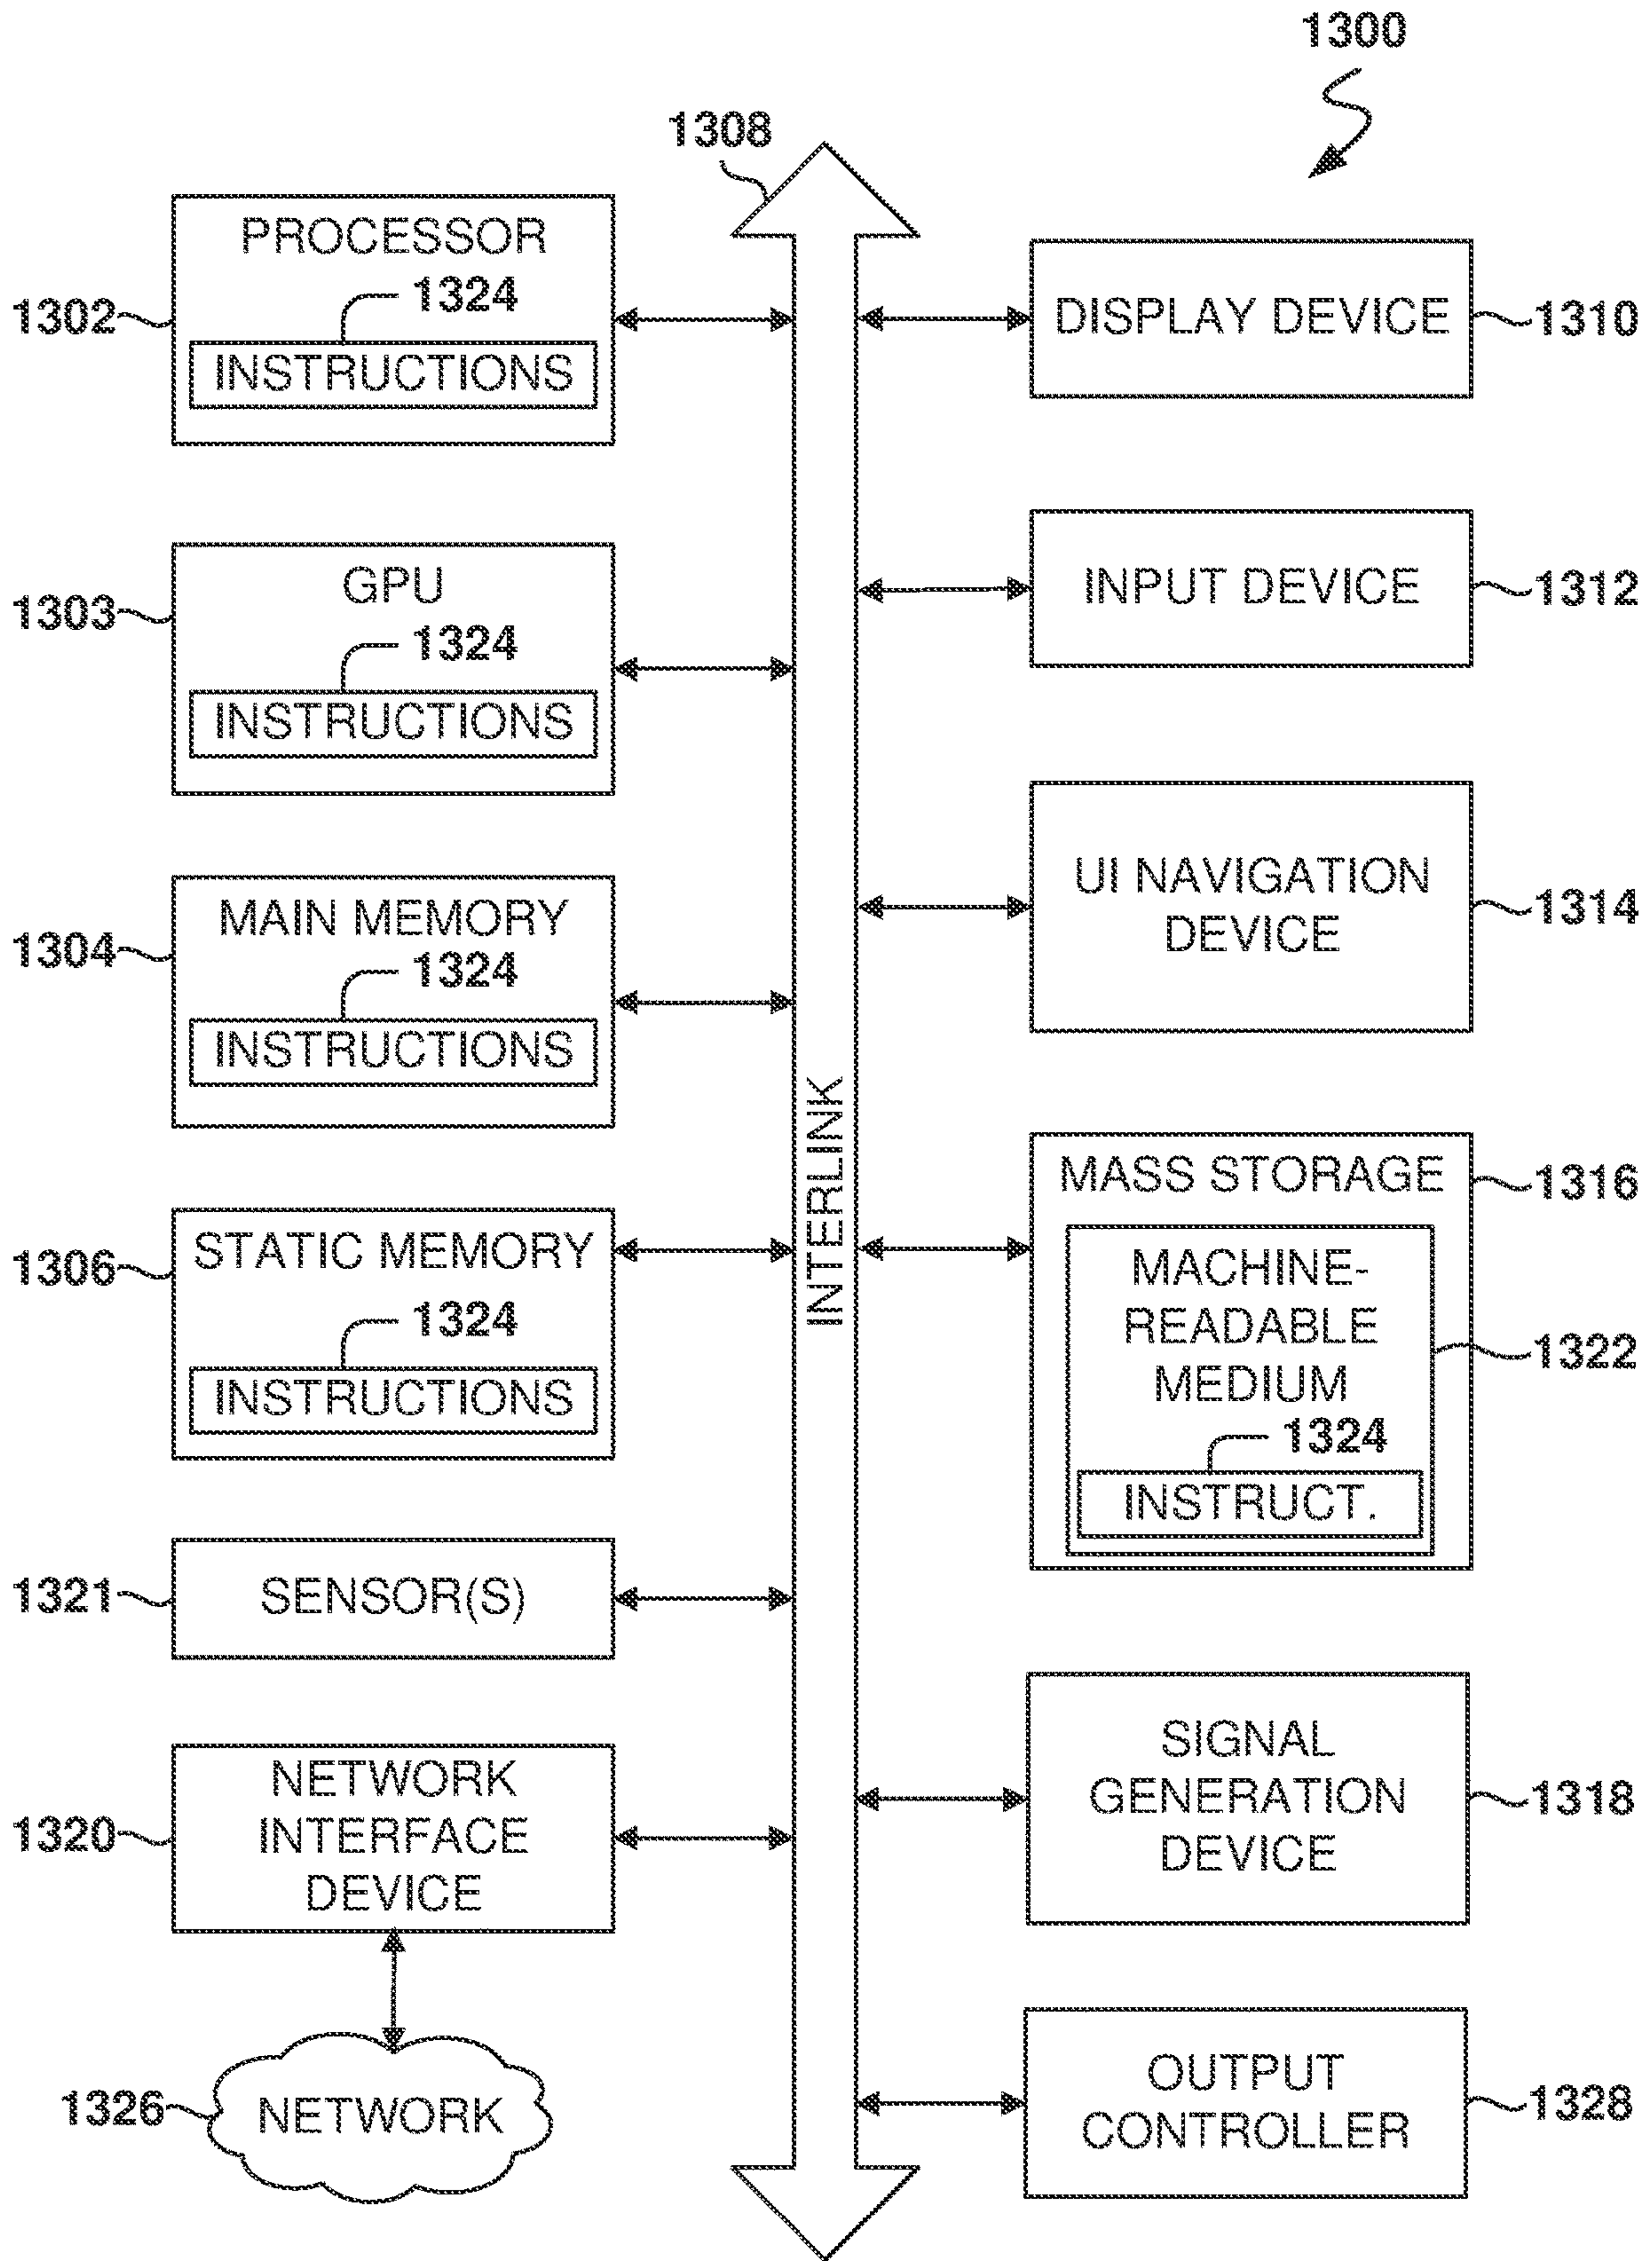 1300
1308
PROCESSOR
1324
1302
INSTRUCTIONS
DISPLAY DEVICE
1310
GPU
1303
1324
INSTRUCTIONS
INPUT DEVICE
1312
MAIN MEMORY
1304
1324
INSTRUCTIONS
UI NAVIGATION
DEVICE
1314
INTERLINK
STATIC MEMORY
1306
1324
INSTRUCTIONS
MASS STORAGE
1316
MACHINE-
READABLE
MEDIUM
1322
1324
INSTRUCT.
1321
SENSOR(S)
NETWORK
INTERFACE
DEVICE
1320
SIGNAL
GENERATION
DEVICE
1318
1326
NETWORK
OUTPUT
CONTROLLER
1328